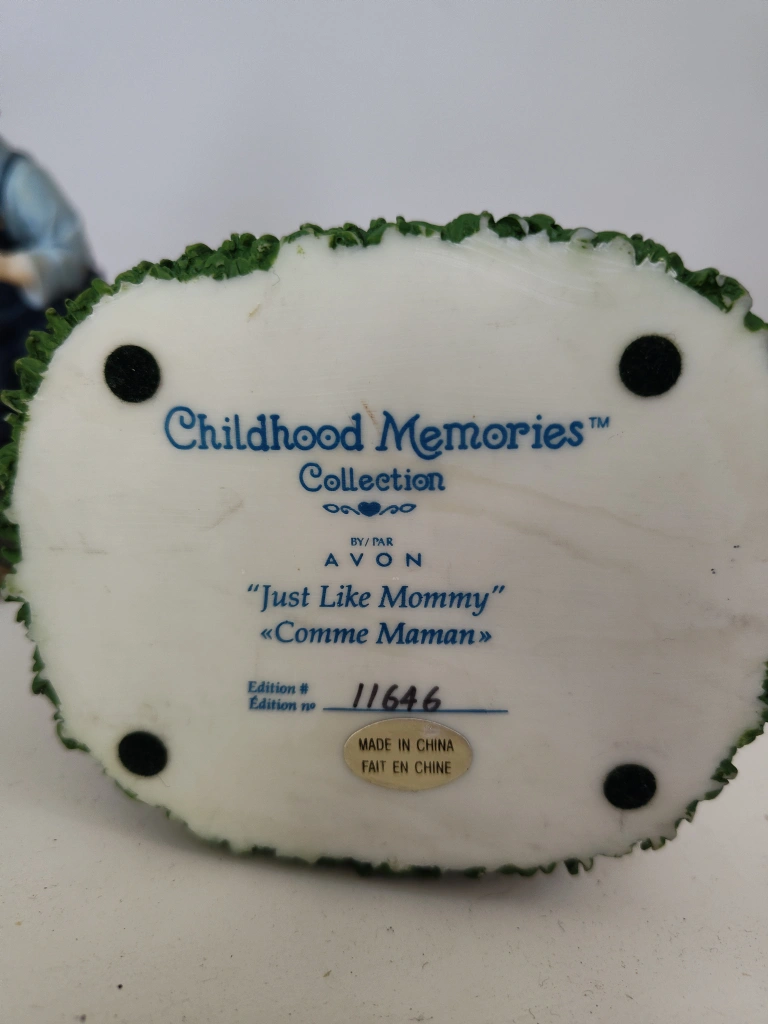 Childhood Memories™
Collection
BY/PAR
AVON
“Just Like Mommy”
«Comme Maman»
Edition #
Édition nº 11646
MADE IN CHINA
FAIT EN CHINE